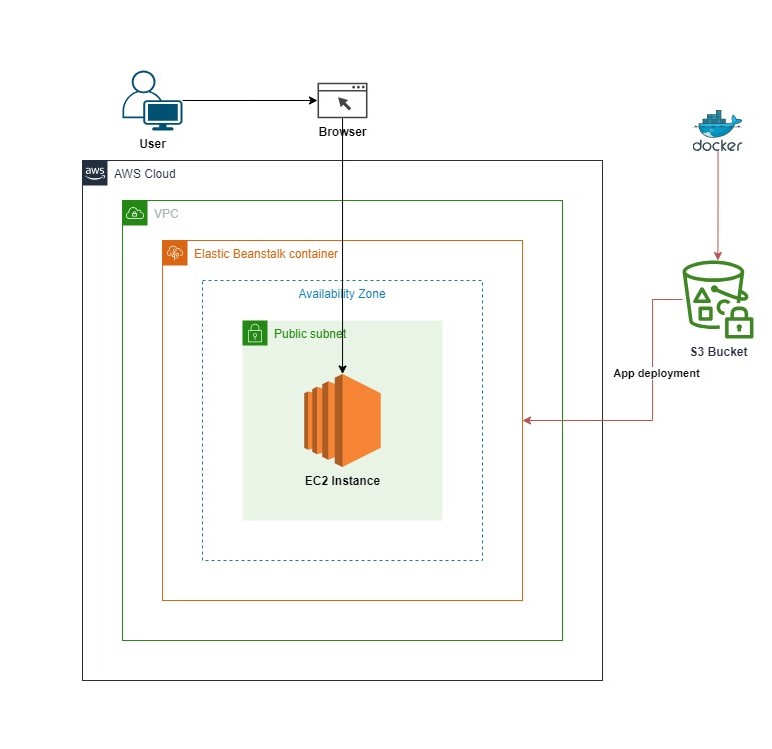 User
Browser
docker
aws
AWS Cloud
VPC
Elastic Beanstalk container
Availability Zone
Public subnet
S3 Bucket
App deployment
EC2 Instance